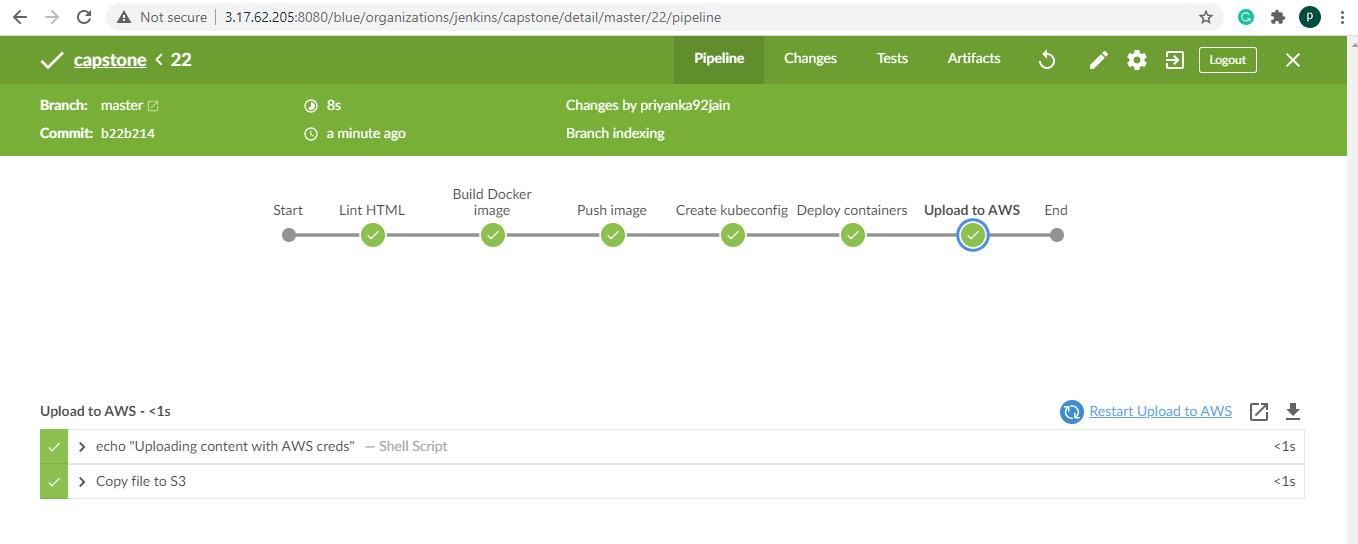 Not secure 3.17.62.205:8080/blue/organizations/jenkins/capstone/detail/master/22/pipeline
P
capstone < 22 Pipeline Changes Tests Artifacts Logout
Branch: master 8s Changes by priyanka92jain
Commit: b22b214 a minute ago Branch indexing
Start Lint HTML Build Docker image Push image Create kubeconfig Deploy containers Upload to AWS End
Upload to AWS - <1s Restart Upload to AWS
echo "Uploading content with AWS creds" — Shell Script <1s
Copy file to S3 <1s